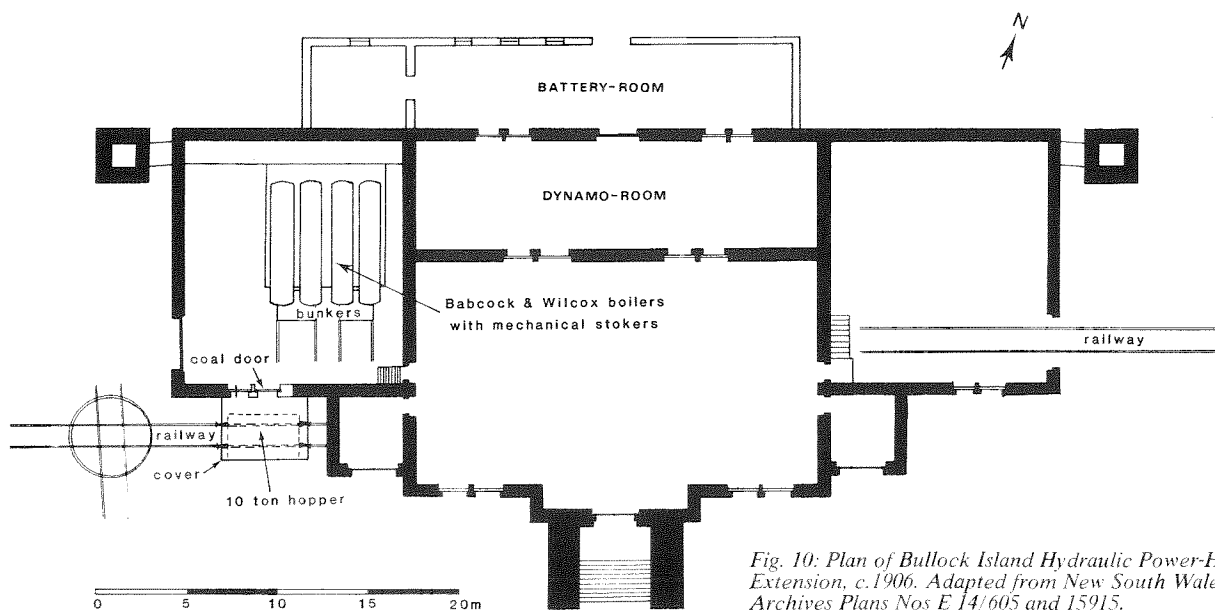 N
BATTERY-ROOM
DYNAMO-ROOM
Babcock & Wilcox boilers
with mechanical stokers
bunkers
coal door
railway
railway
cover
10 ton hopper
0 5 10 15 20m
Fig. 10: Plan of Bullock Island Hydraulic Power-H
Extension, c.1906. Adapted from New South Wale
Archives Plans Nos E 14/605 and 15915.